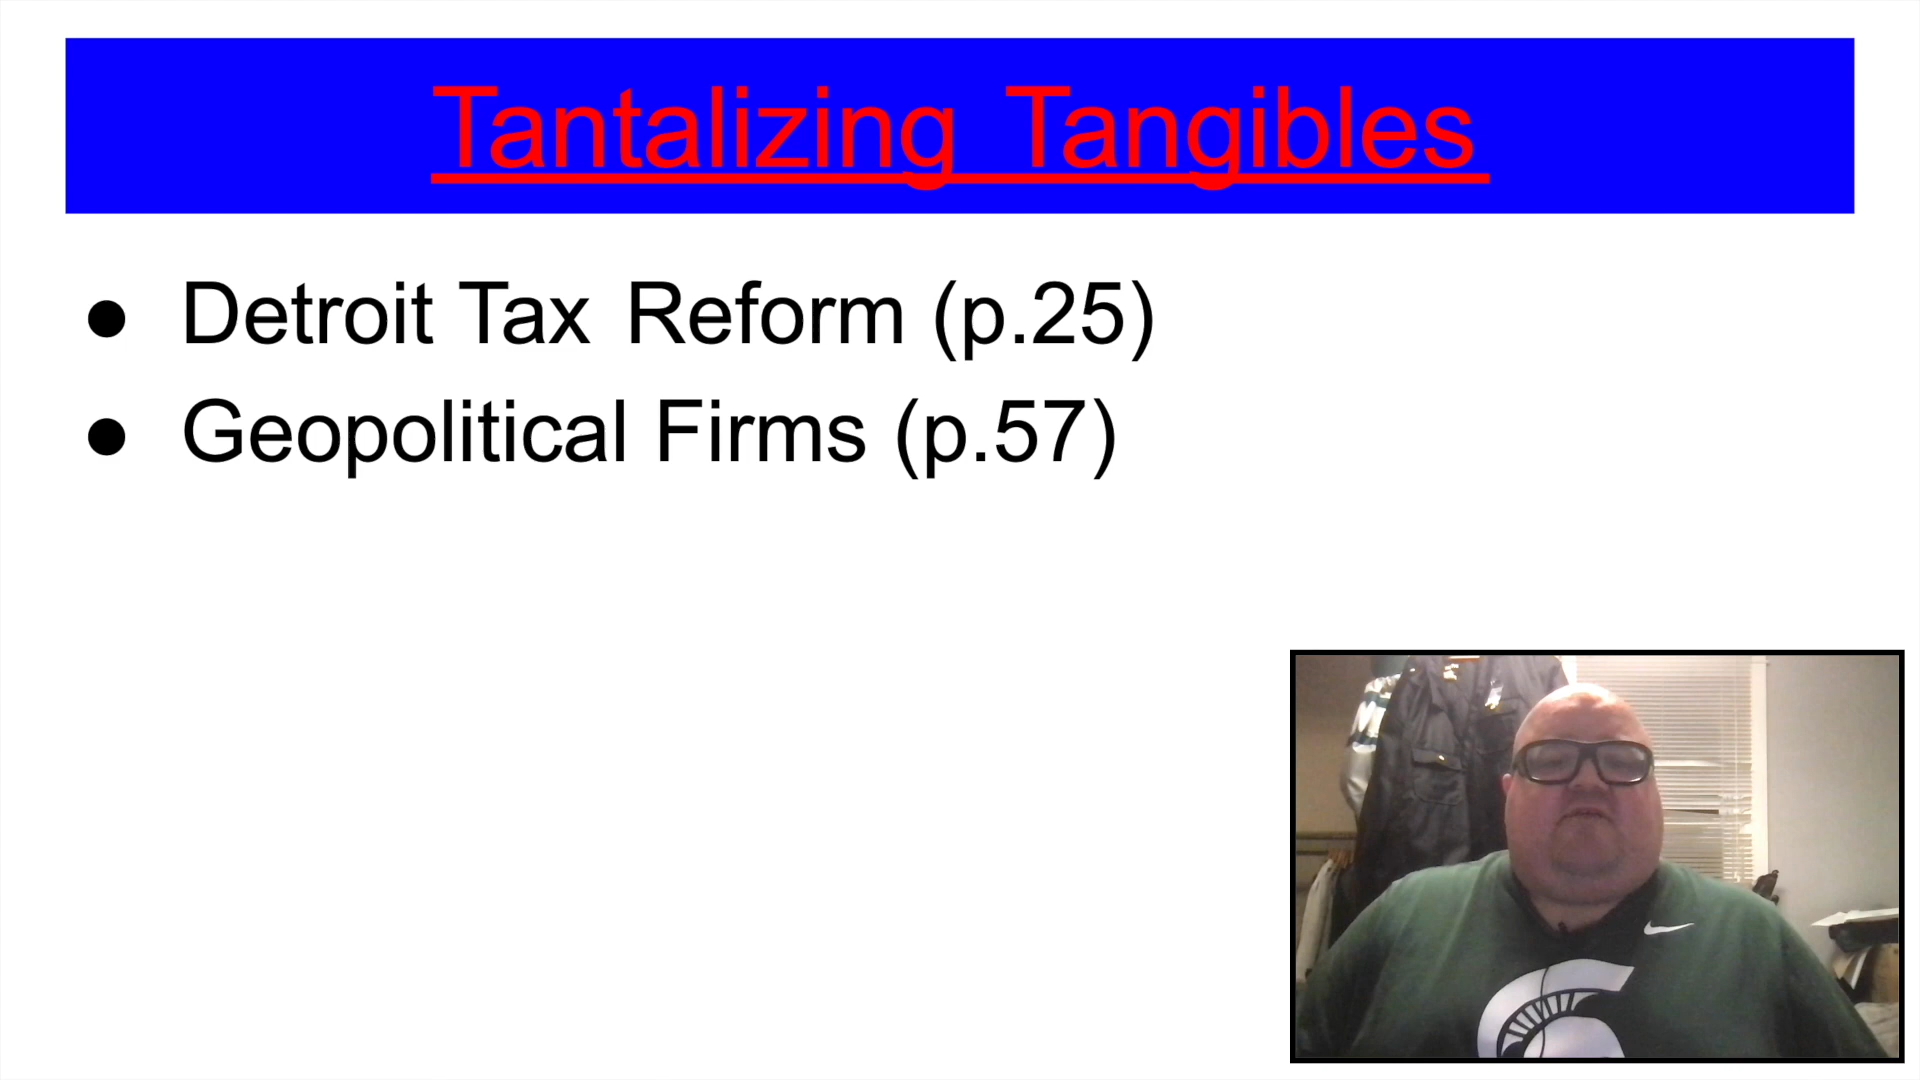 Tantalizing Tangibles
● Detroit Tax Reform (p.25)
● Geopolitical Firms (p.57)